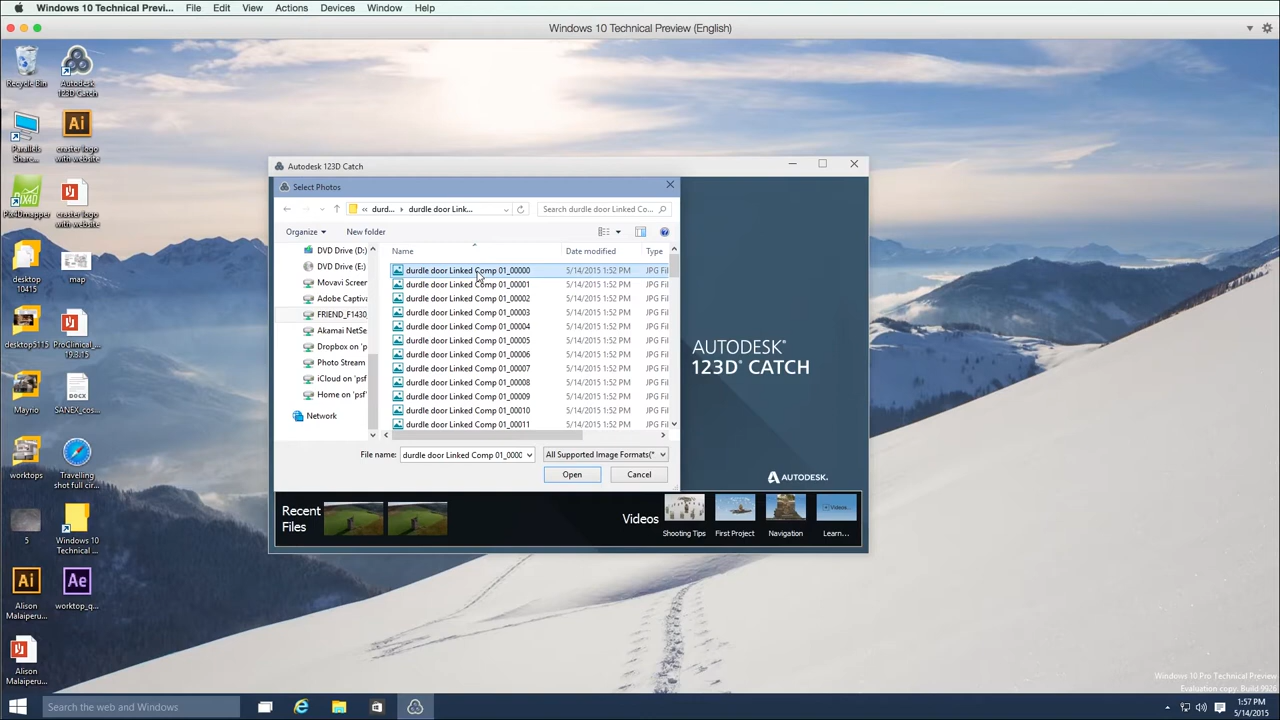 Windows 10 Technical Previ... File Edit View Actions Devices Window Help
Windows 10 Technical Preview (English)
Recycle Bin
Autodesk 123D Catch
Parallels Share...
craster logo with website
Pix4Dmapper
craster logo with website
desktop 10415
map
desktop5115
ProClinical_... 19.3.15
Mayrio
SANEX_cos...
worktops
Travelling shot full cir...
5
Windows 10 Technical ...
Alison Malaiperu...
worktop_q...
Alison Malaiperu...
Autodesk 123D Catch
Select Photos
« durd... › durdle door Link...
Search durdle door Linked Co...
Organize
New folder
Name Date modified Type
DVD Drive (D:)
DVD Drive (E:)
Movavi Screen
Adobe Captiva
FRIEND_F1430_
Akamai NetSe
Dropbox on 'p
Photo Stream
iCloud on 'psf
Home on 'psf'
Network
durdle door Linked Comp 01_00000 5/14/2015 1:52 PM JPG Fil
durdle door Linked Comp 01_00001 5/14/2015 1:52 PM JPG Fil
durdle door Linked Comp 01_00002 5/14/2015 1:52 PM JPG Fil
durdle door Linked Comp 01_00003 5/14/2015 1:52 PM JPG Fil
durdle door Linked Comp 01_00004 5/14/2015 1:52 PM JPG Fil
durdle door Linked Comp 01_00005 5/14/2015 1:52 PM JPG Fil
durdle door Linked Comp 01_00006 5/14/2015 1:52 PM JPG Fil
durdle door Linked Comp 01_00007 5/14/2015 1:52 PM JPG Fil
durdle door Linked Comp 01_00008 5/14/2015 1:52 PM JPG Fil
durdle door Linked Comp 01_00009 5/14/2015 1:52 PM JPG Fil
durdle door Linked Comp 01_00010 5/14/2015 1:52 PM JPG Fil
durdle door Linked Comp 01_00011 5/14/2015 1:52 PM JPG Fil
File name: durdle door Linked Comp 01_0000 All Supported Image Formats(*
Open Cancel
AUTODESK®
123D® CATCH
AUTODESK.
Recent Files
Videos
Shooting Tips First Project Navigation Learn...
Windows 10 Pro Technical Preview
Evaluation copy. Build 9926
Search the web and Windows
1:57 PM
5/14/2015